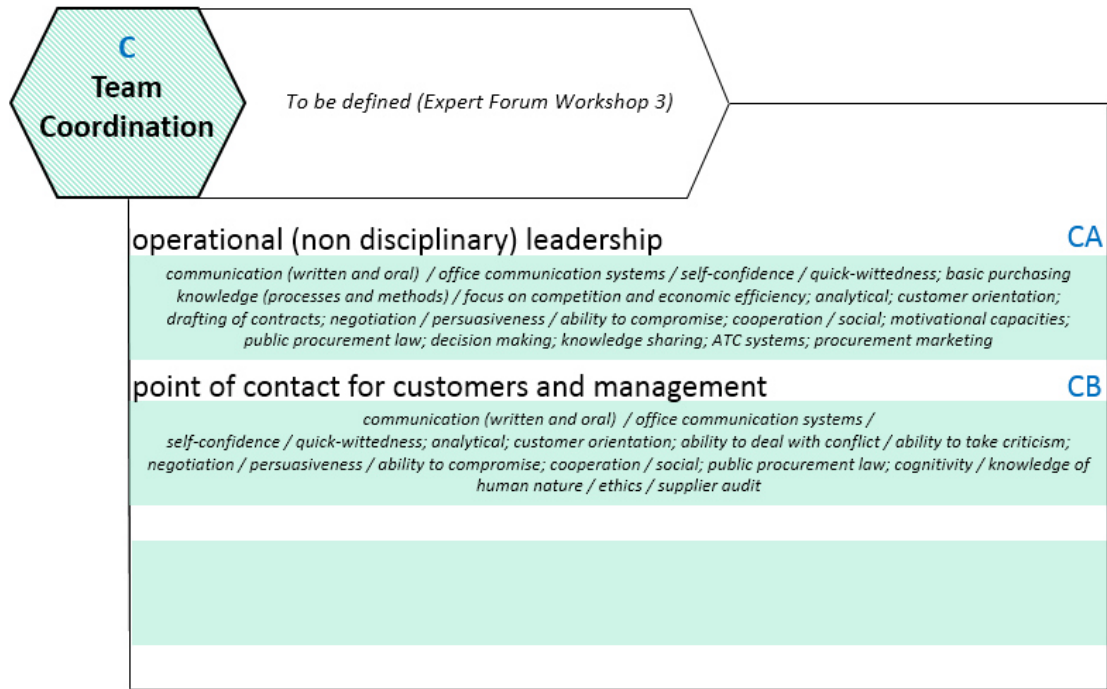 C
Team
Coordination
To be defined (Expert Forum Workshop 3)
operational (non disciplinary) leadership CA
communication (written and oral) / office communication systems / self-confidence / quick-wittedness; basic purchasing
knowledge (processes and methods) / focus on competition and economic efficiency; analytical; customer orientation;
drafting of contracts; negotiation / persuasiveness / ability to compromise; cooperation / social; motivational capacities;
public procurement law; decision making; knowledge sharing; ATC systems; procurement marketing
point of contact for customers and management CB
communication (written and oral) / office communication systems /
self-confidence / quick-wittedness; analytical; customer orientation; ability to deal with conflict / ability to take criticism;
negotiation / persuasiveness / ability to compromise; cooperation / social; public procurement law; cognitivity / knowledge of
human nature / ethics / supplier audit